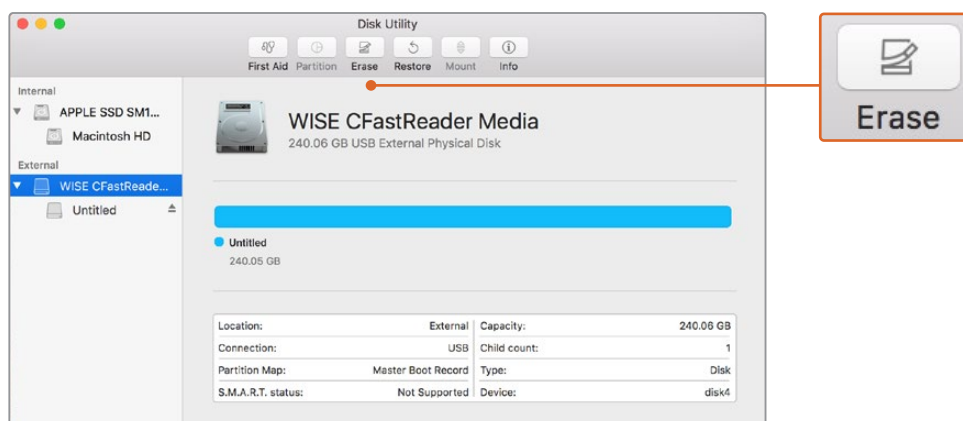 Disk Utility
First Aid Partition Erase Restore Mount Info
Erase
Internal
APPLE SSD SM1...
Macintosh HD
External
WISE CFastReade...
Untitled
WISE CFastReader Media
240.06 GB USB External Physical Disk
Untitled
240.05 GB
Location: External Capacity: 240.06 GB
Connection: USB Child count: 1
Partition Map: Master Boot Record Type: Disk
S.M.A.R.T. status: Not Supported Device: disk4